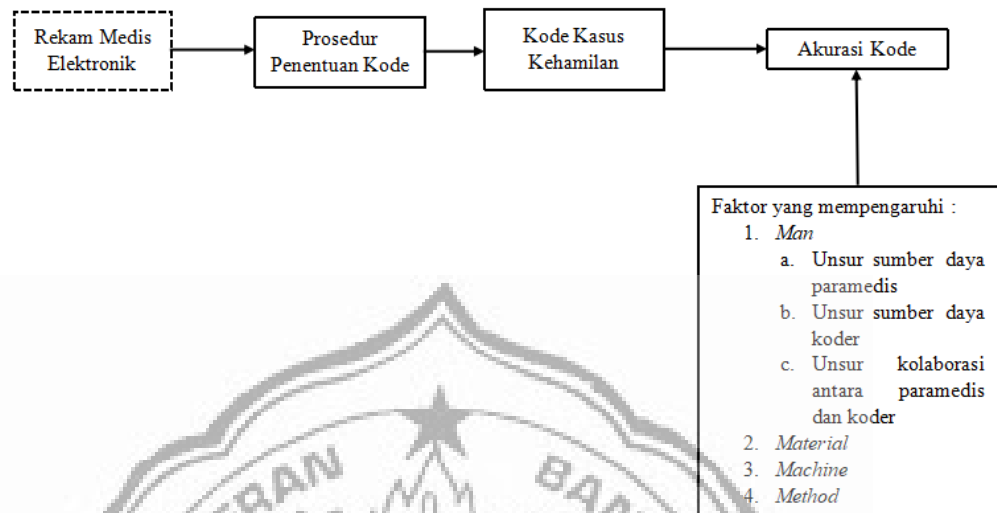 Rekam Medis
Elektronik
Prosedur
Penentuan Kode
Kode Kasus
Kehamilan
Akurasi Kode
Faktor yang mempengaruhi :
1. Man
a. Unsur sumber daya
paramedis
b. Unsur sumber daya
koder
c. Unsur kolaborasi
antara paramedis
dan koder
2. Material
3. Machine
4. Method